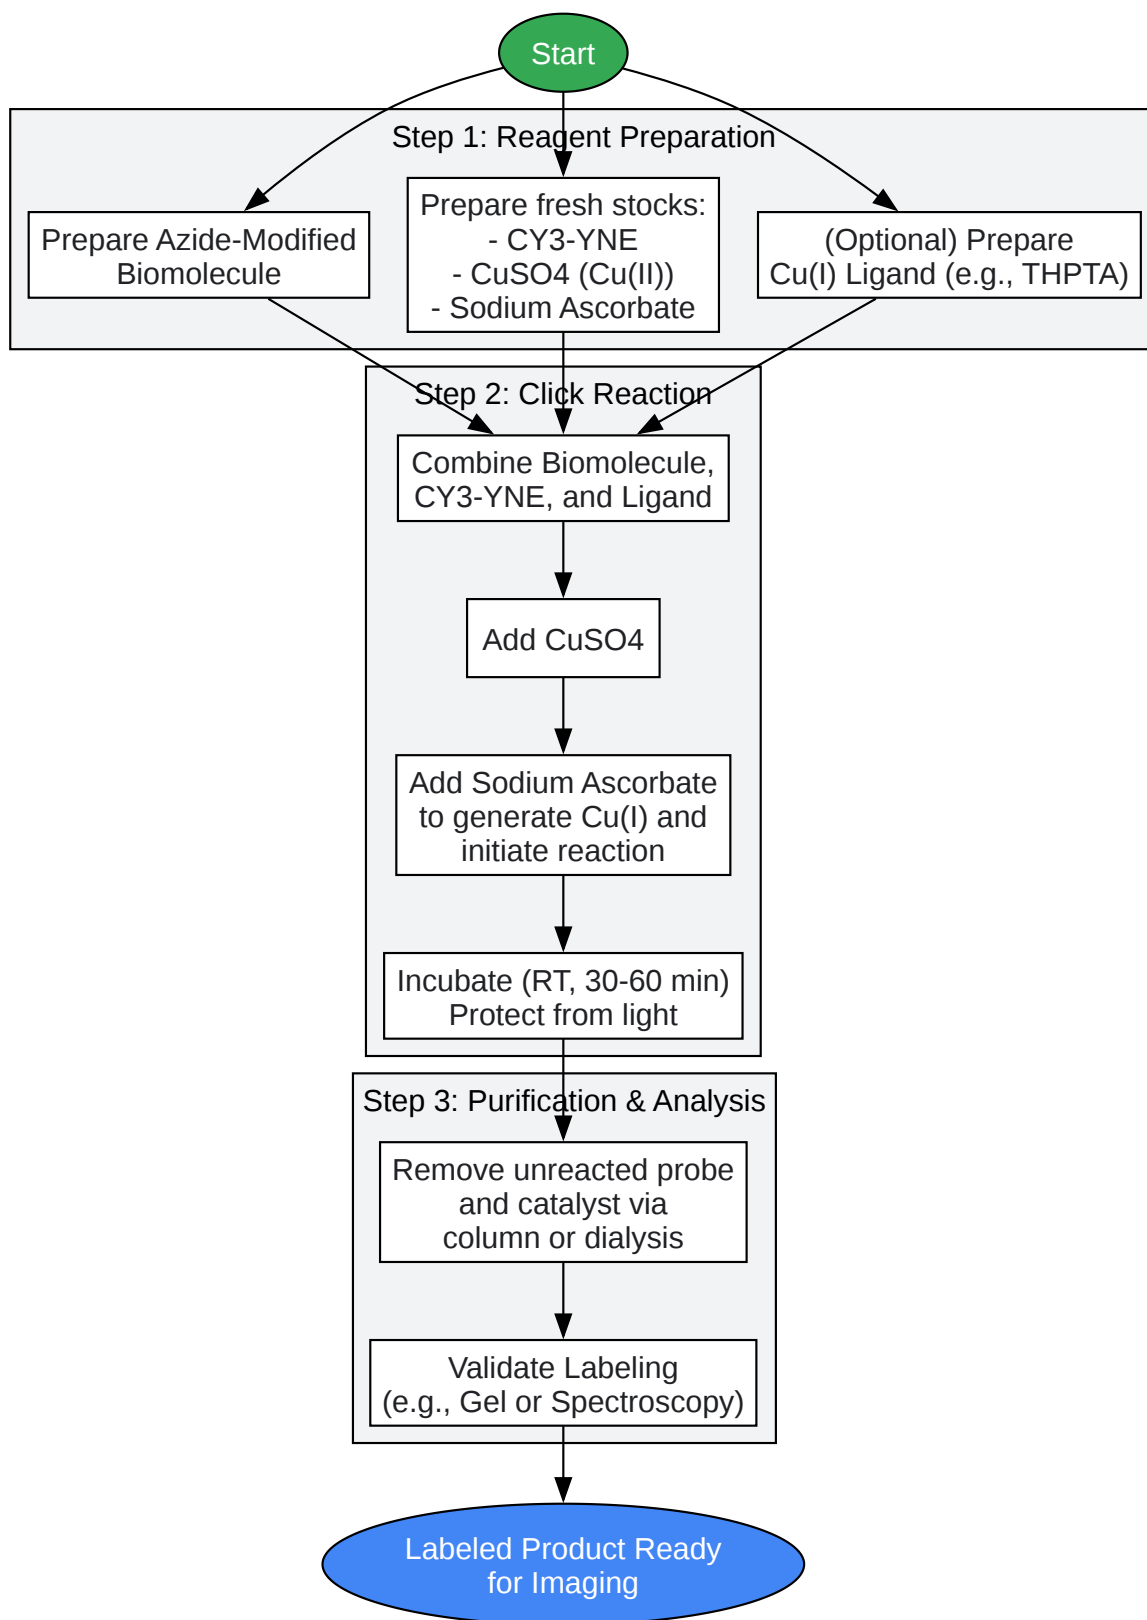 Start
Step 1: Reagent Preparation
Prepare Azide-Modified
Biomolecule
Prepare fresh stocks:
- CY3-YNE
- CuSO4 (Cu(II))
- Sodium Ascorbate
(Optional) Prepare
Cu(I) Ligand (e.g., THPTA)
Step 2: Click Reaction
Combine Biomolecule,
CY3-YNE, and Ligand
Add CuSO4
Add Sodium Ascorbate
to generate Cu(I) and
initiate reaction
Incubate (RT, 30-60 min)
Protect from light
Step 3: Purification & Analysis
Remove unreacted probe
and catalyst via
column or dialysis
Validate Labeling
(e.g., Gel or Spectroscopy)
Labeled Product Ready
for Imaging